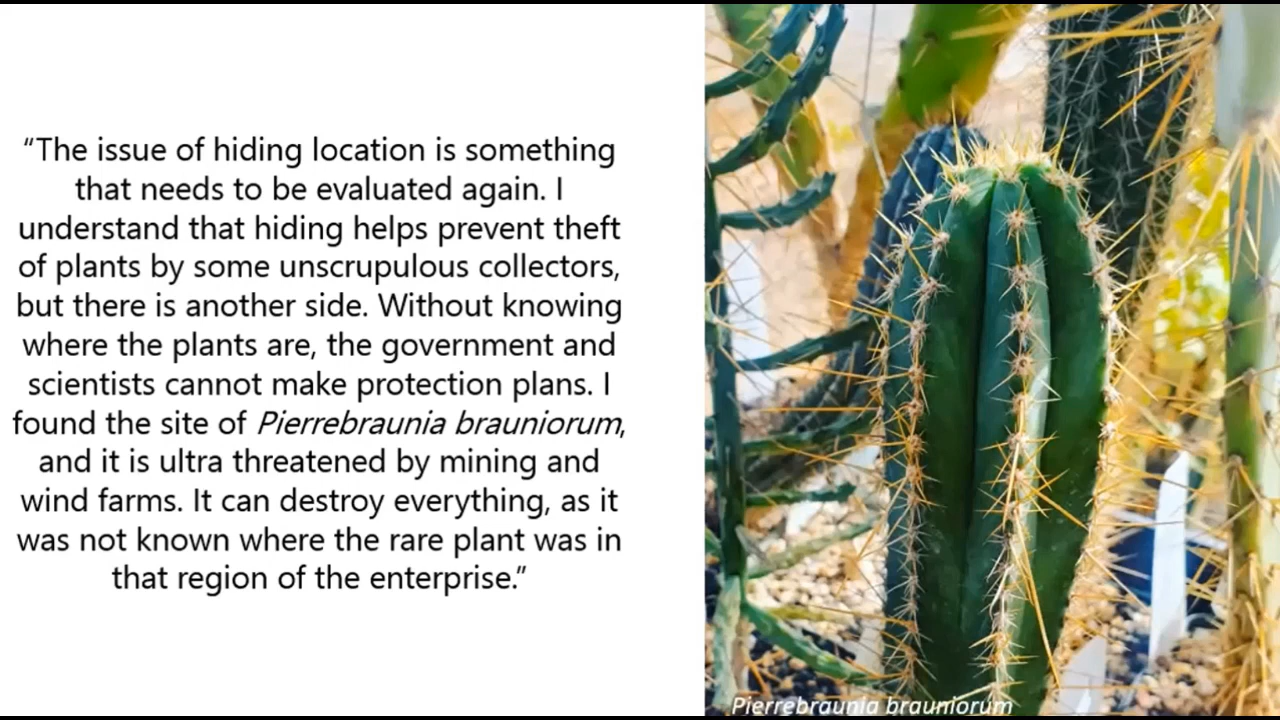 “The issue of hiding location is something
that needs to be evaluated again. I
understand that hiding helps prevent theft
of plants by some unscrupulous collectors,
but there is another side. Without knowing
where the plants are, the government and
scientists cannot make protection plans. I
found the site of Pierrebraunia brauniorum,
and it is ultra threatened by mining and
wind farms. It can destroy everything, as it
was not known where the rare plant was in
that region of the enterprise.”
Pierrebraunia brauniorum